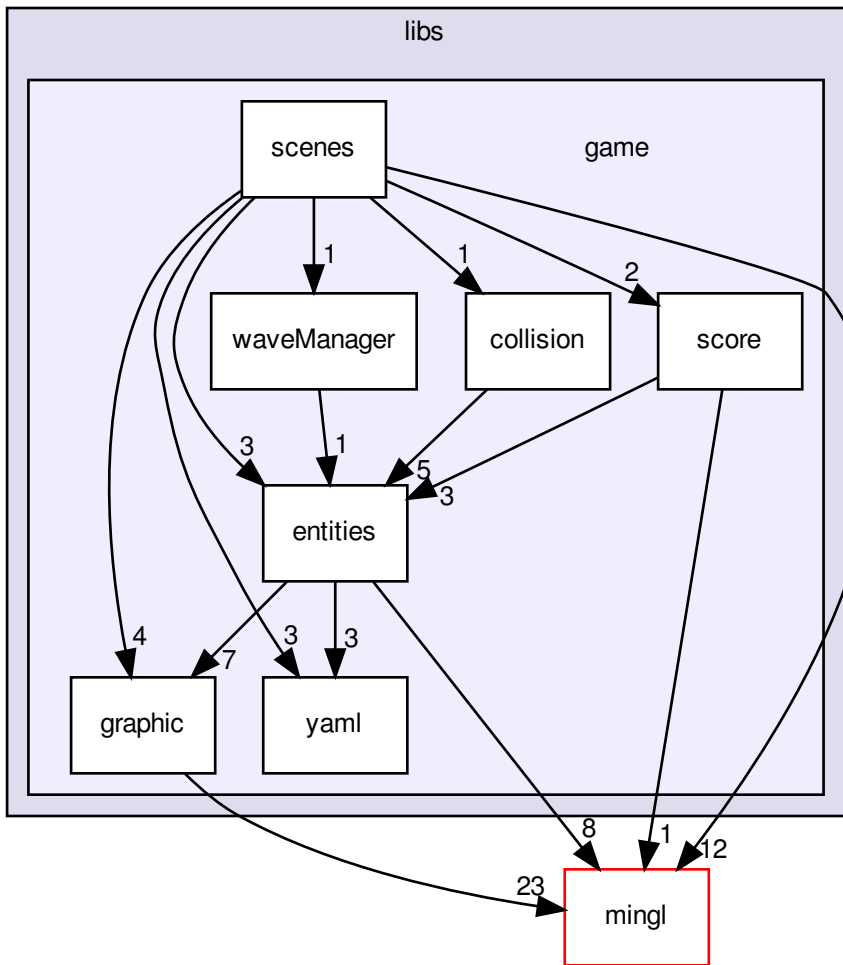 libs
scenes
game
1
1
2
waveManager
collision
score
3
1
5
3
entities
4
7
3
3
graphic
yaml
8
1
12
23
mingl